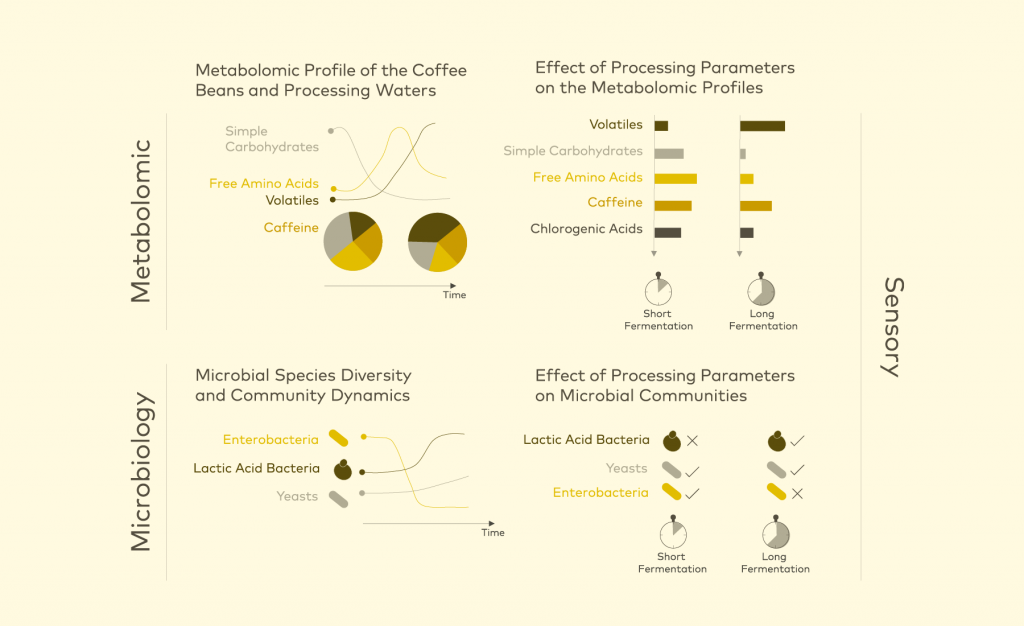 Metabolomic
Metabolomic Profile of the Coffee
Beans and Processing Waters
Simple
Carbohydrates
Free Amino Acids
Volatiles
Caffeine
Time
Effect of Processing Parameters
on the Metabolomic Profiles
Volatiles
Simple Carbohydrates
Free Amino Acids
Caffeine
Chlorogenic Acids
Short
Fermentation
Long
Fermentation
Sensory
Microbiology
Microbial Species Diversity
and Community Dynamics
Enterobacteria
Lactic Acid Bacteria
Yeasts
Time
Effect of Processing Parameters
on Microbial Communities
Lactic Acid Bacteria
Yeasts
Enterobacteria
Short
Fermentation
Long
Fermentation